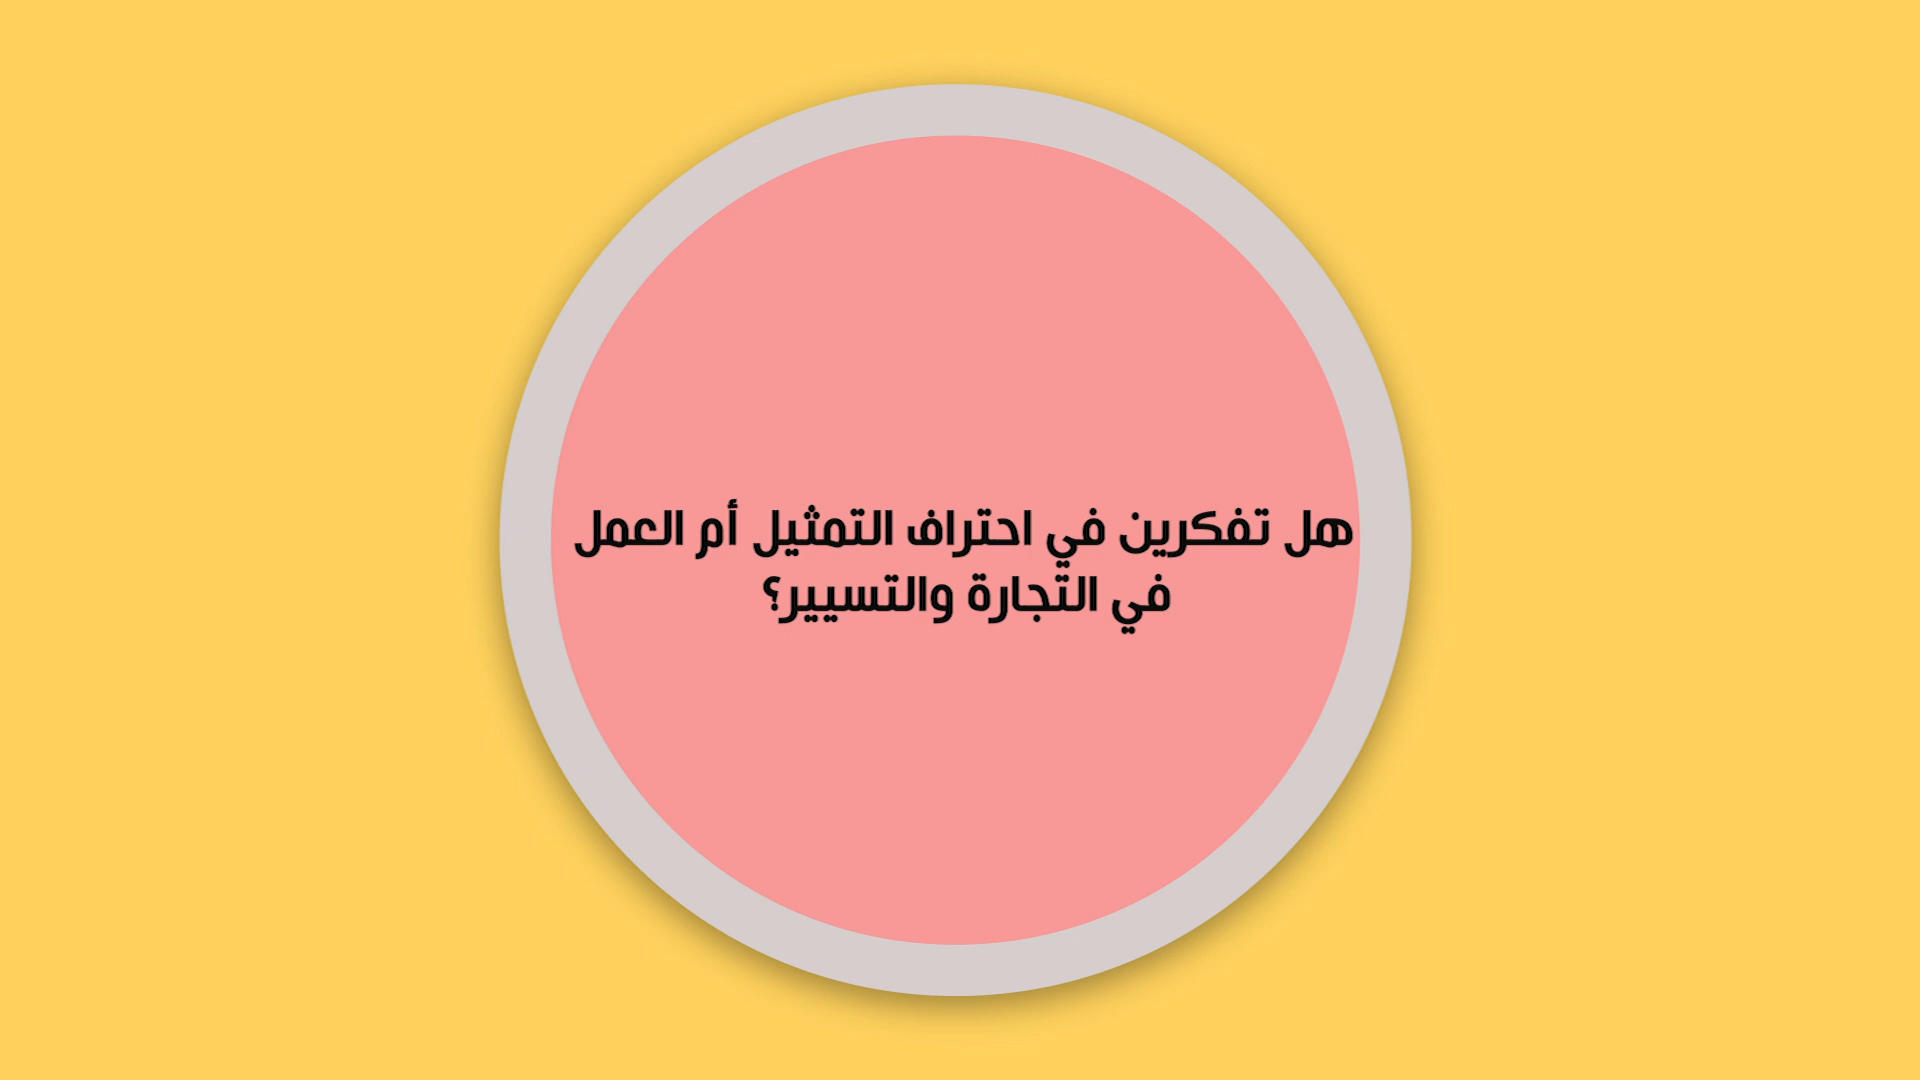 هل تفكرين في احتراف التمثيل أم العمل
في التجارة والتسيير؟